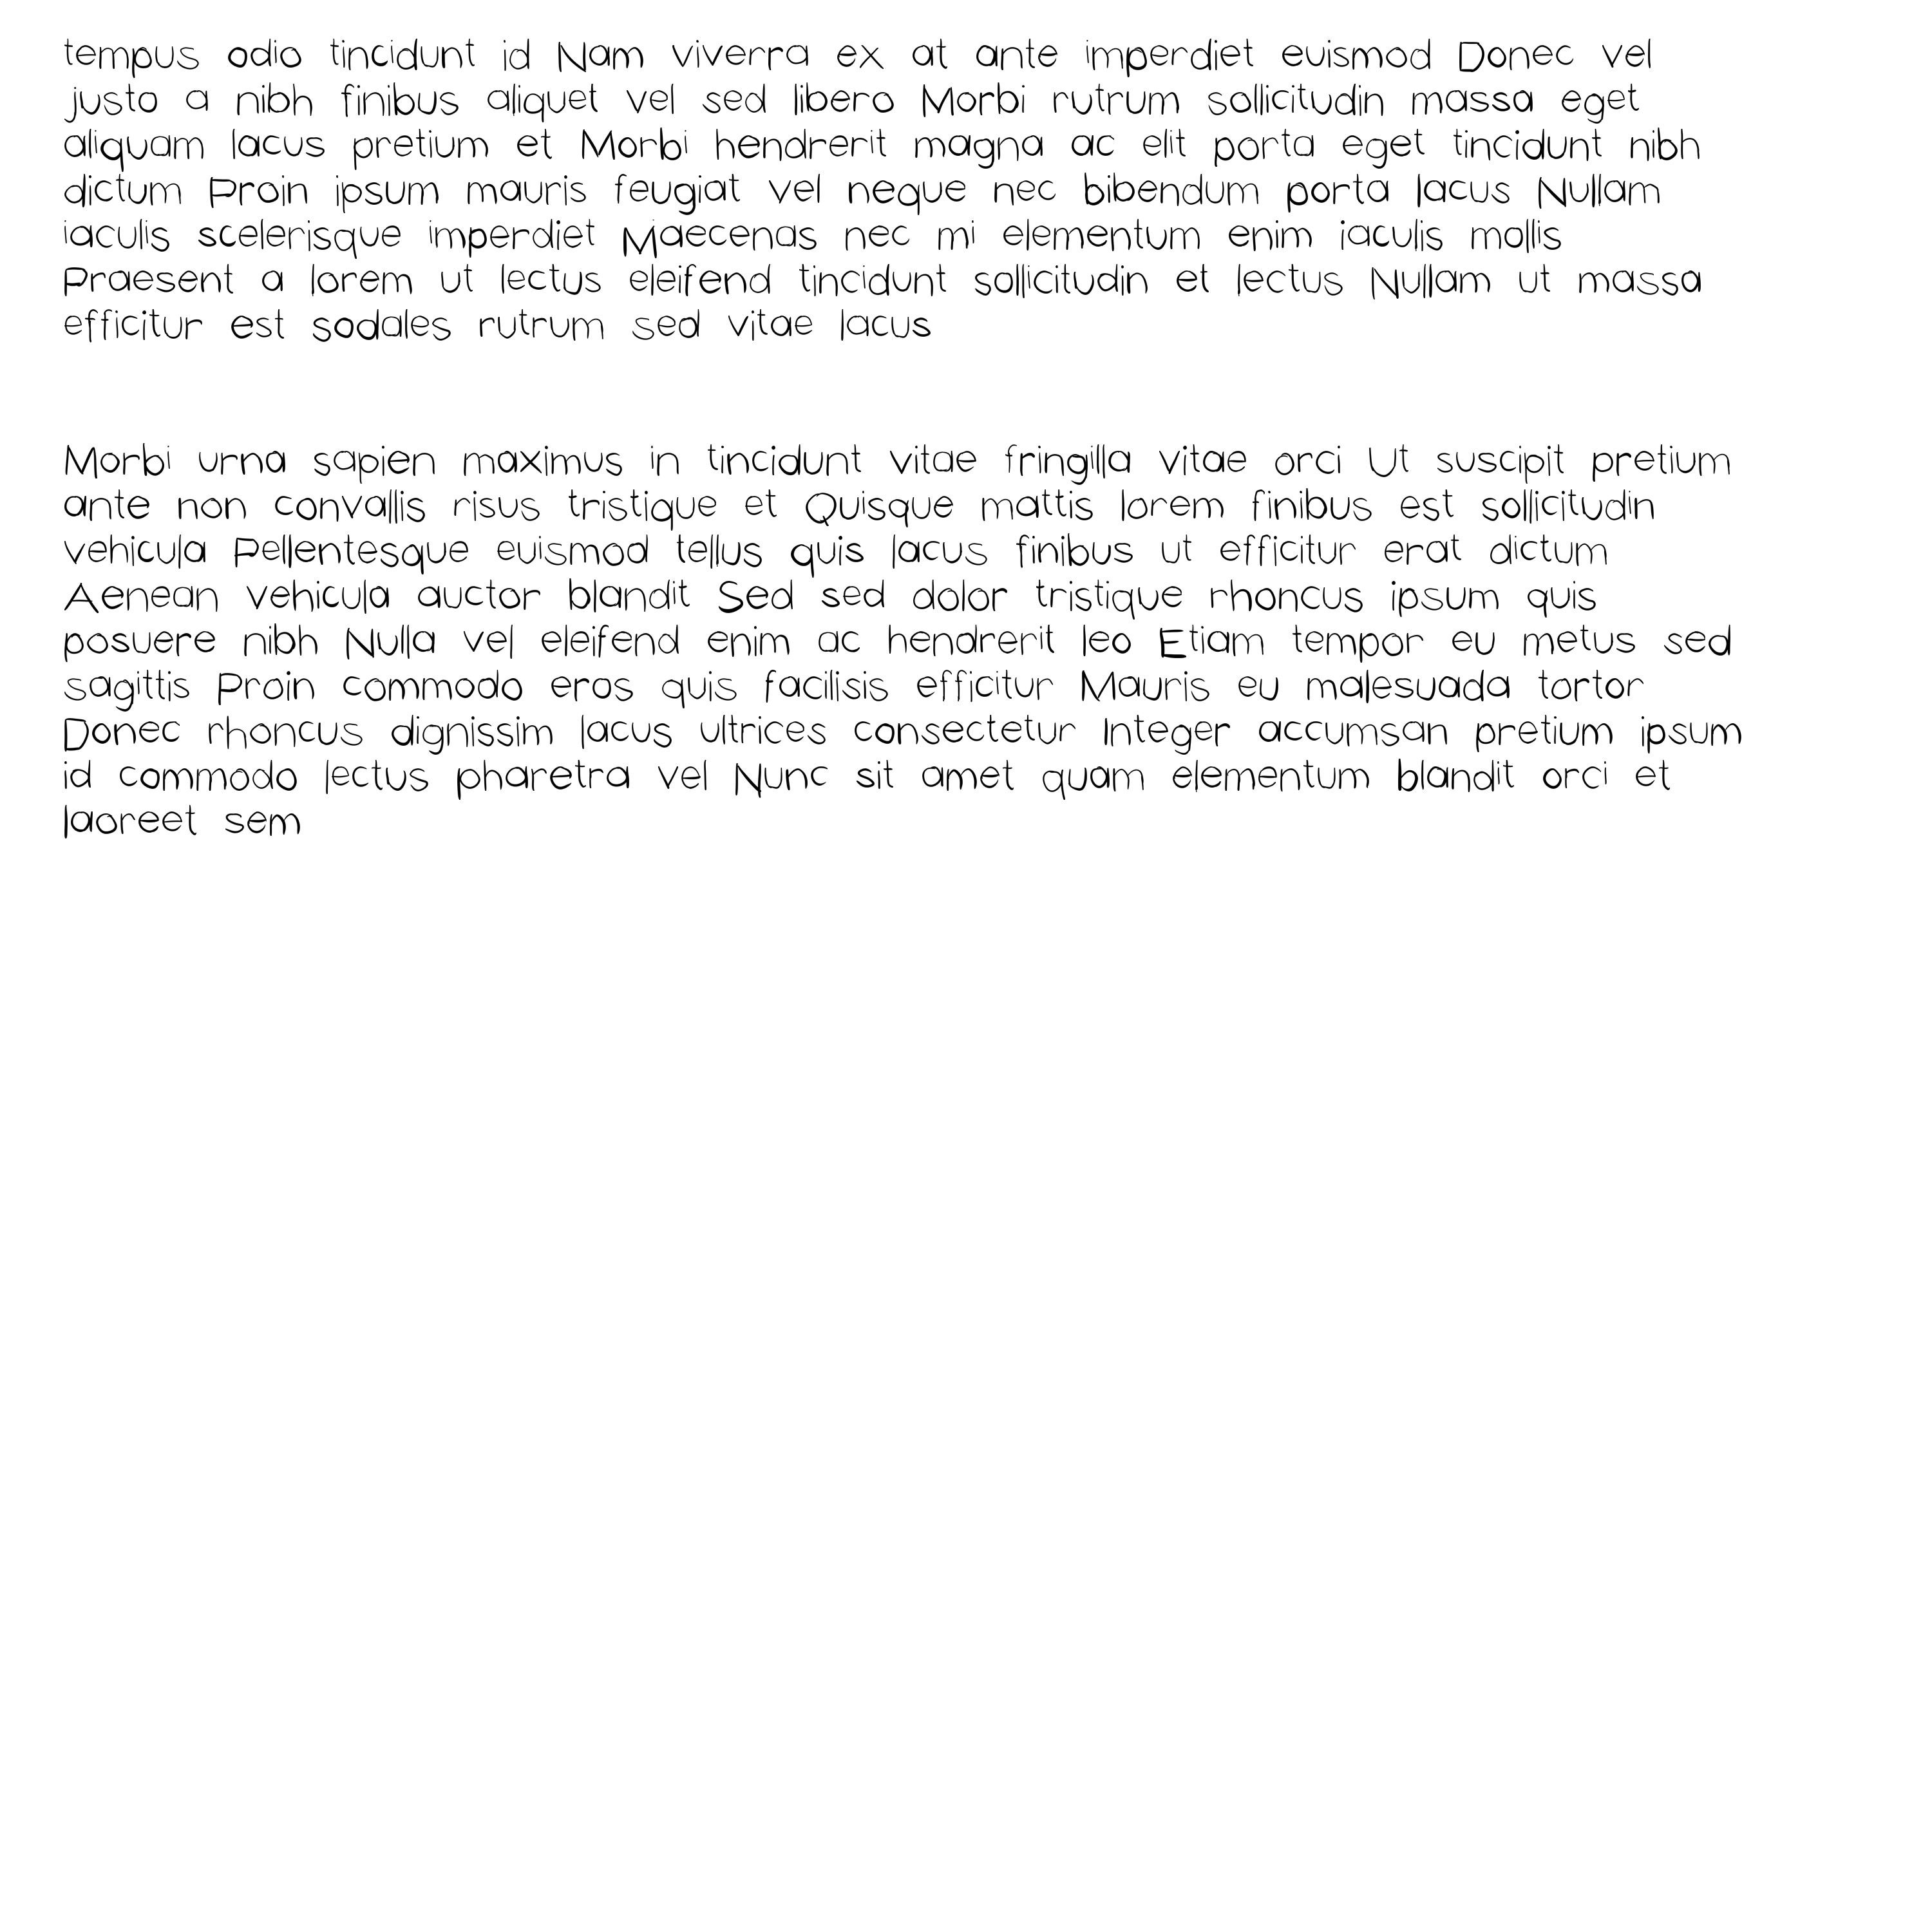 tempus odio tincidunt id Nam viverra ex at ante imperdiet euismod Donec vel
justo a nibh finibus aliquet vel sed libero Morbi rutrum sollicitudin massa eget
aliquam lacus pretium et Morbi hendrerit magna ac elit porta eget tincidunt nibh
dictum Proin ipsum mauris feugiat vel neque nec bibendum porta lacus Nullam
iaculis scelerisque imperdiet Maecenas nec mi elementum enim iaculis mollis
Praesent a lorem ut lectus eleifend tincidunt sollicitudin et lectus Nullam ut massa
efficitur est sodales rutrum sed vitae lacus
Morbi urna sapien maximus in tincidunt vitae fringilla vitae orci Ut suscipit pretium
ante non convallis risus tristique et Quisque mattis lorem finibus est sollicitudin
vehicula Pellentesque euismod tellus quis lacus finibus ut efficitur erat dictum
Aenean vehicula auctor blandit Sed sed dolor tristique rhoncus ipsum quis
posuere nibh Nulla vel eleifend enim ac hendrerit leo Etiam tempor eu metus sed
sagittis Proin commodo eros quis facilisis efficitur Mauris eu malesuada tortor
Donec rhoncus dignissim lacus ultrices consectetur Integer accumsan pretium ipsum
id commodo lectus pharetra vel Nunc sit amet quam elementum blandit orci et
laoreet sem